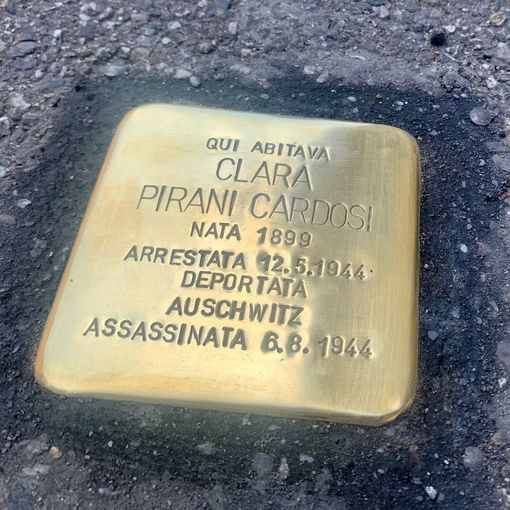 QUI ABITAVA
CLARA
PIRANI CARDOSI
NATA 1899
ARRESTATA 12.5.1944
DEPORTATA
AUSCHWITZ
ASSASSINATA 6.8.1944